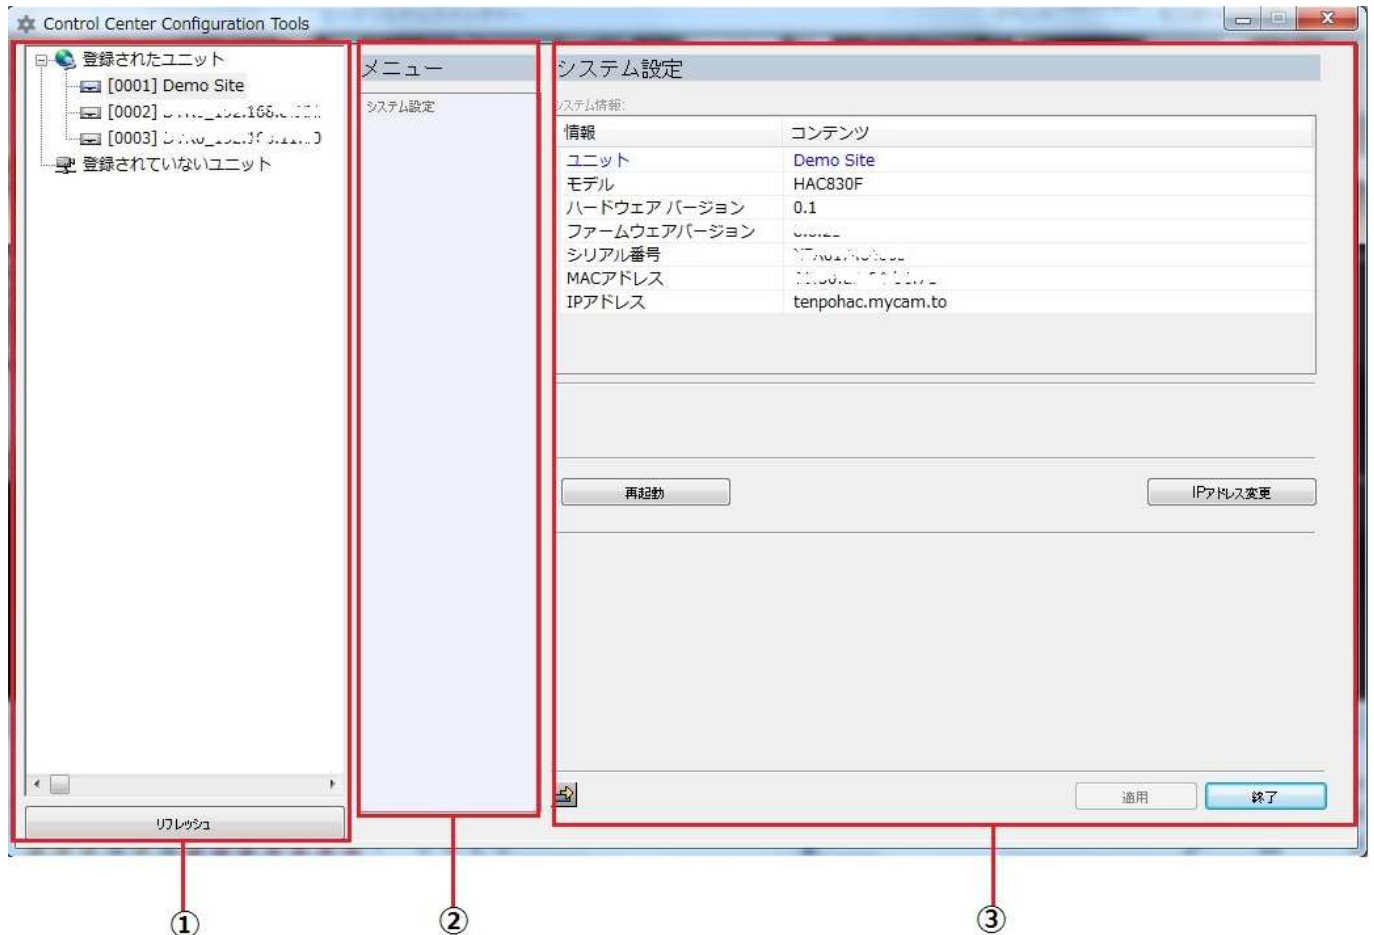 Control Center Configuration Tools
登録されたユニット
[0001] Demo Site
[0002]
[0003]
登録されていないユニット
リフレッシュ
メニュー
システム設定
システム設定
システム情報:
情報 コンテンツ
ユニット Demo Site
モデル HAC830F
ハードウェア バージョン 0.1
ファームウェアバージョン
シリアル番号
MACアドレス
IPアドレス tenpohac.mycam.to
再起動 IPアドレス変更
適用 終了
① ② ③